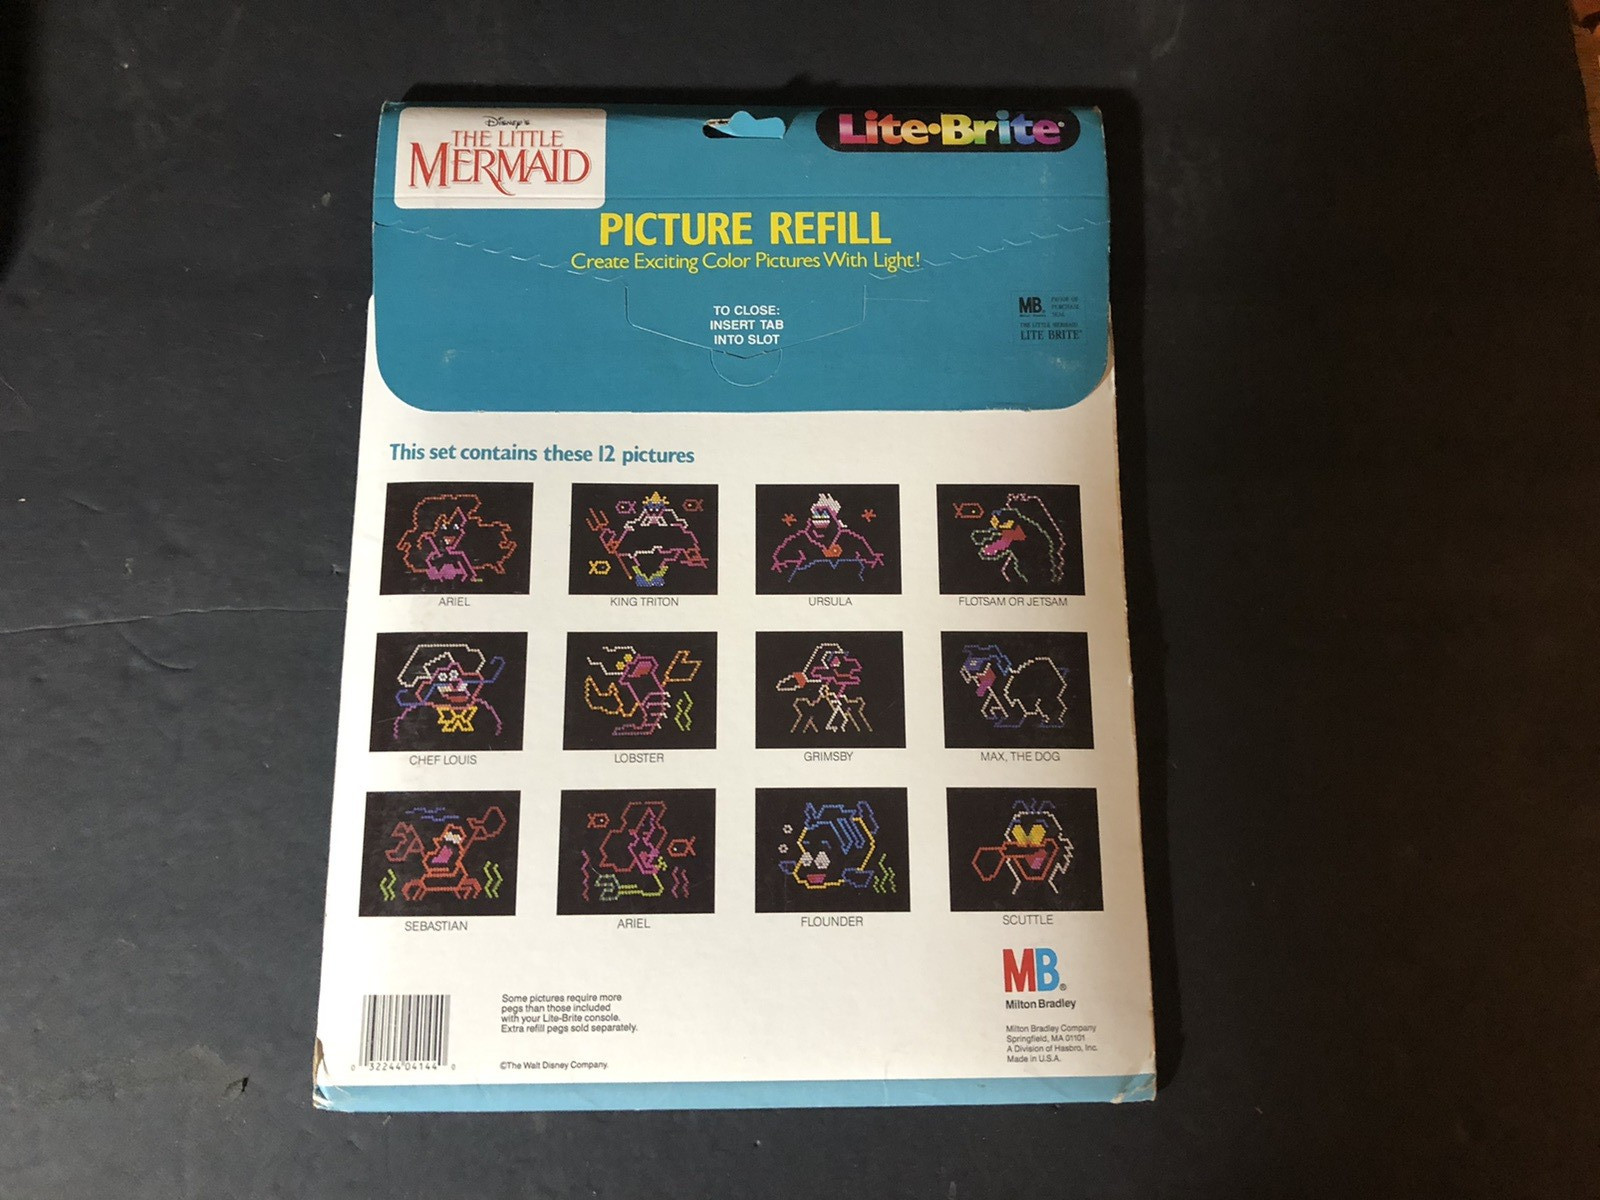 Disney's
THE LITTLE
MERMAID
Lite•Brite®
PICTURE REFILL
Create Exciting Color Pictures With Light!
TO CLOSE:
INSERT TAB
INTO SLOT
MB®
PROOF OF
PURCHASE
SEAL
THE LITTLE MERMAID
LITE BRITE®
This set contains these 12 pictures
ARIEL
KING TRITON
URSULA
FLOTSAM OR JETSAM
CHEF LOUIS
LOBSTER
GRIMSBY
MAX, THE DOG
SEBASTIAN
ARIEL
FLOUNDER
SCUTTLE
MB®
Milton Bradley
Some pictures require more
pegs than those included
with your Lite-Brite console.
Extra refill pegs sold separately.
©The Walt Disney Company.
Milton Bradley Company
Springfield, MA 01101
A Division of Hasbro, Inc.
Made in U.S.A.
0 32244 04144 0